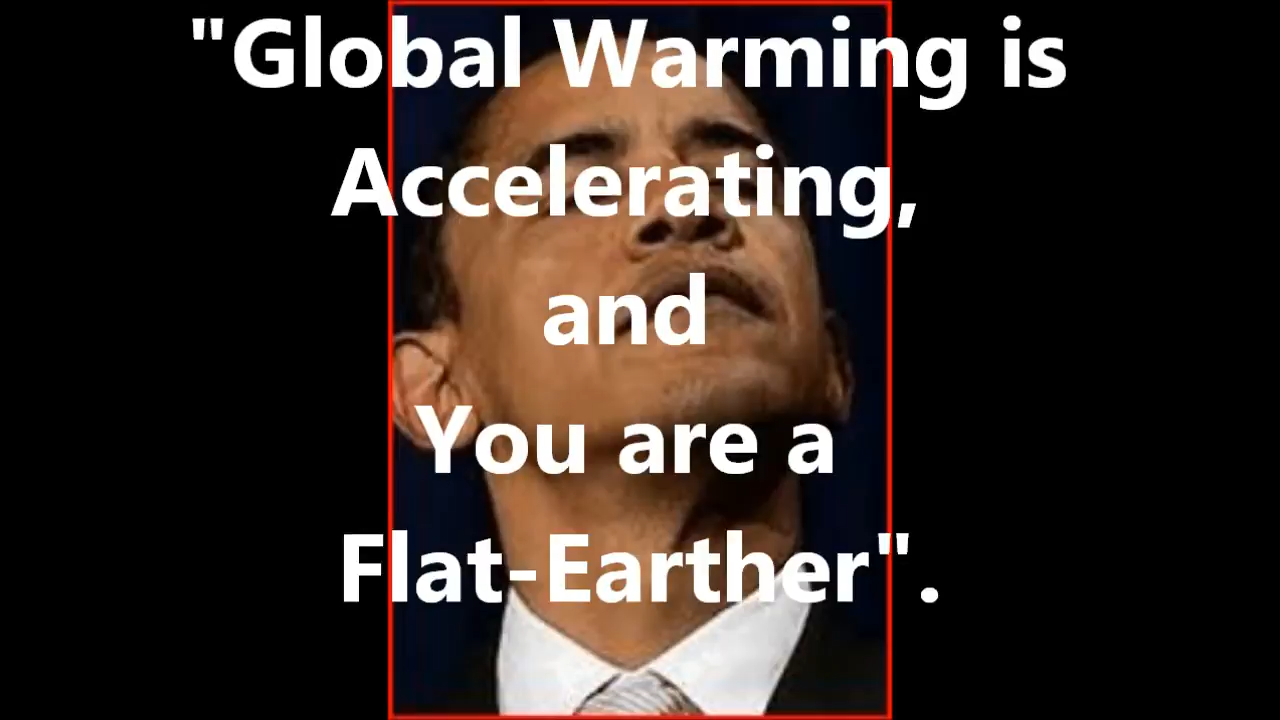 "Global Warming is
Accelerating,
and
You are a
Flat-Earther".